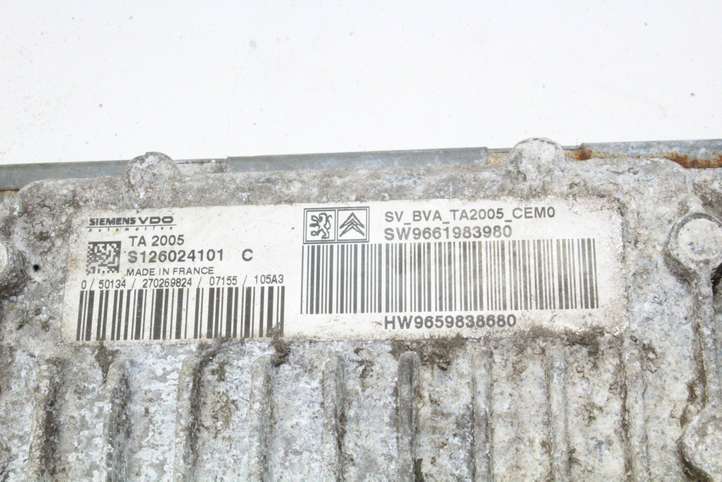 SIEMENS VDO
Automotive
TA 2005
S126024101 C
MADE IN FRANCE
0/50134/270269824/07155/105A3
SV_BVA_TA2005_CEM0
SW9661983980
HW9659838680